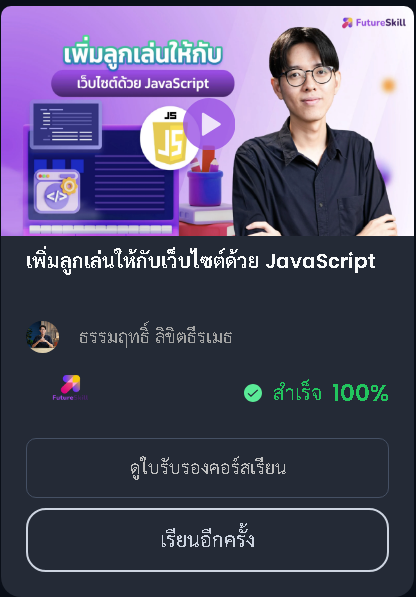 FutureSkill
เพิ่มลูกเล่นให้กับ
เว็บไซต์ด้วย JavaScript
JS
JS
</>
เพิ่มลูกเล่นให้กับเว็บไซต์ด้วย JavaScript
ธรรมฤทธิ์ ลิขิตธีรเมธ
FutureSkill
สำเร็จ 100%
ดูใบรับรองคอร์สเรียน
เรียนอีกครั้ง